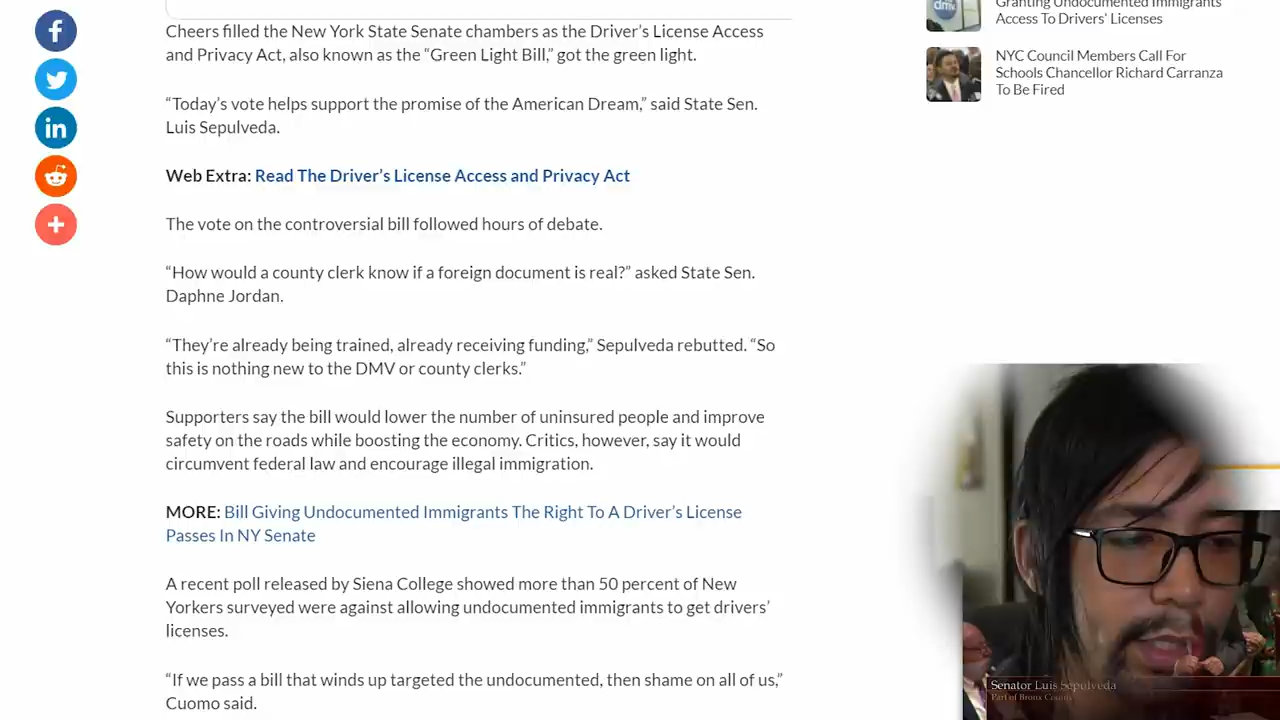 Cheers filled the New York State Senate chambers as the Driver’s License Access
and Privacy Act, also known as the “Green Light Bill,” got the green light.
“Today’s vote helps support the promise of the American Dream,” said State Sen.
Luis Sepulveda.
Web Extra: Read The Driver’s License Access and Privacy Act
The vote on the controversial bill followed hours of debate.
“How would a county clerk know if a foreign document is real?” asked State Sen.
Daphne Jordan.
“They’re already being trained, already receiving funding,” Sepulveda rebutted. “So
this is nothing new to the DMV or county clerks.”
Supporters say the bill would lower the number of uninsured people and improve
safety on the roads while boosting the economy. Critics, however, say it would
circumvent federal law and encourage illegal immigration.
MORE: Bill Giving Undocumented Immigrants The Right To A Driver’s License
Passes In NY Senate
A recent poll released by Siena College showed more than 50 percent of New
Yorkers surveyed were against allowing undocumented immigrants to get drivers’
licenses.
“If we pass a bill that winds up targeted the undocumented, then shame on all of us,”
Cuomo said.
dmv
Granting Undocumented Immigrants
Access To Drivers’ Licenses
NYC Council Members Call For
Schools Chancellor Richard Carranza
To Be Fired
Senator Luis Sepulveda
Part of Bronx County